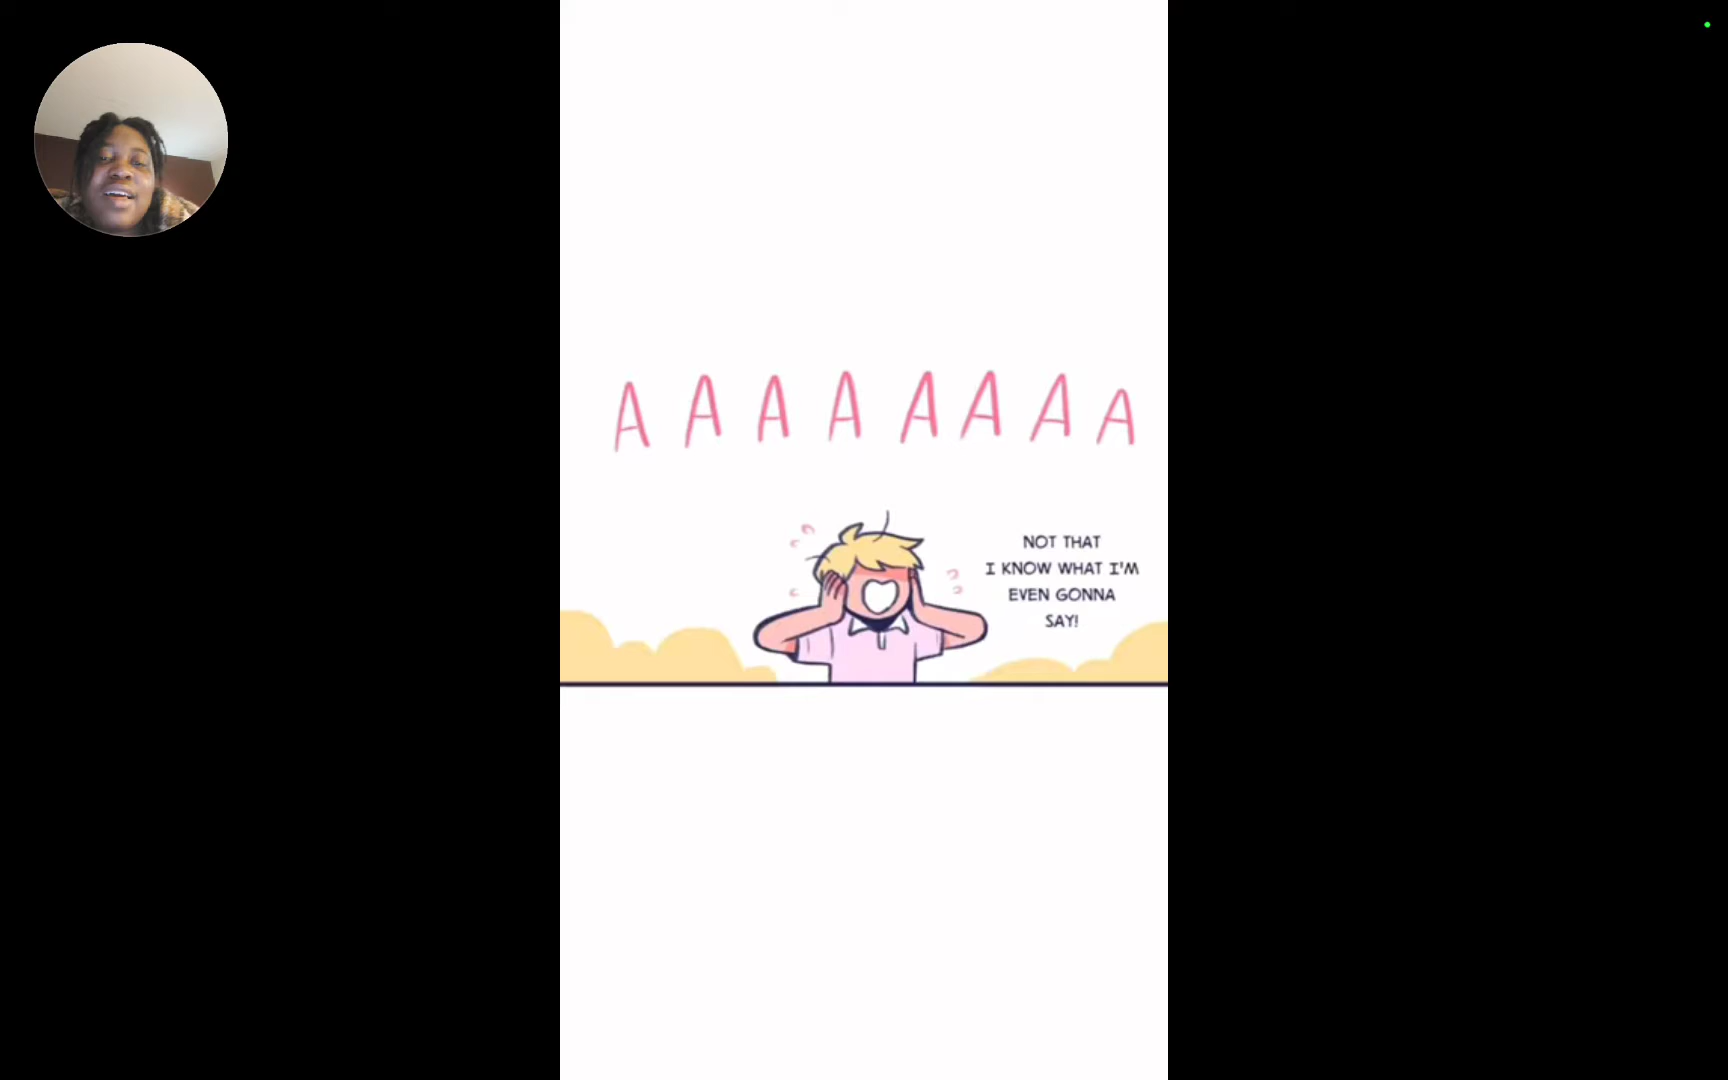 A A A A A A A A
NOT THAT
I KNOW WHAT I'M
EVEN GONNA
SAY!